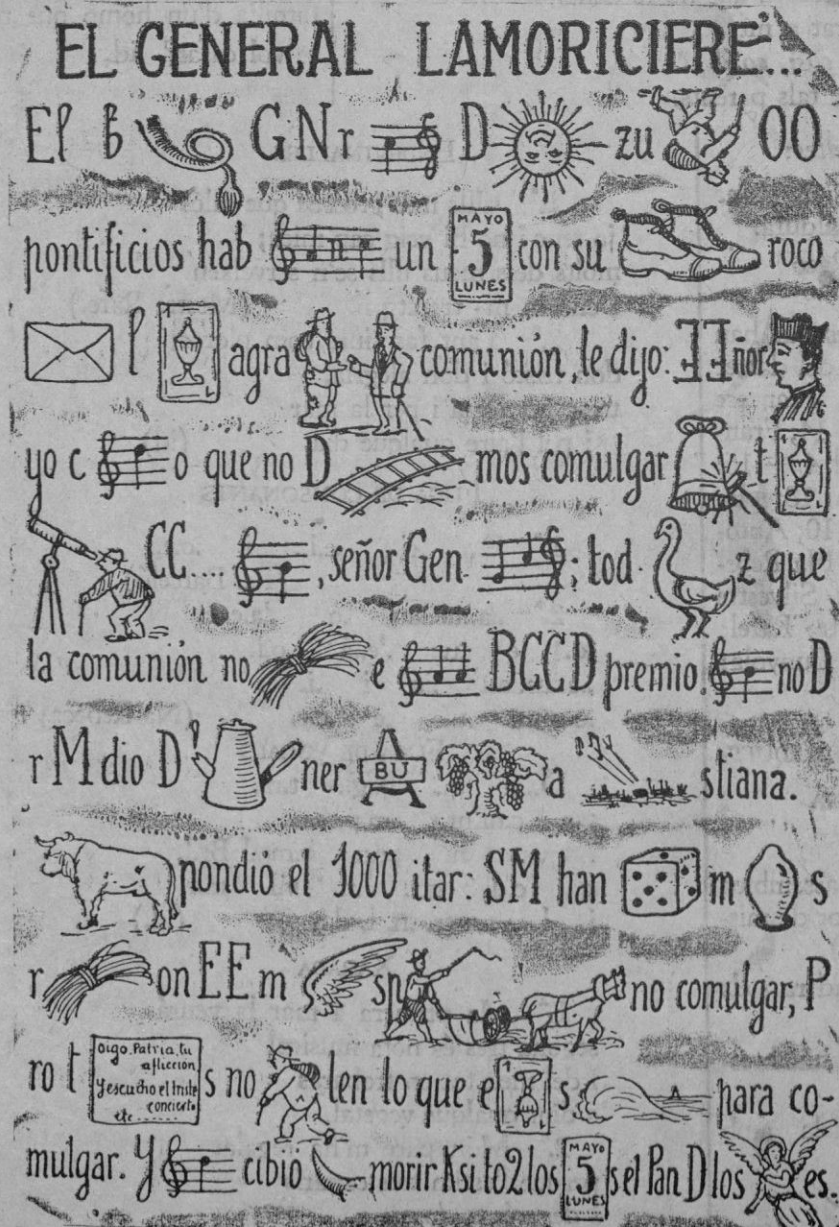 EL GENERAL LAMORICIERE...
El B G N r D zu OO
pontificios hab un MAYO 5 LUNES con su roco
l agra comunión, le dijo: EE ñor
yo c o que no D mos comulgar t
CC.... , señor Gen ; tod z que
la comunión no e BCCD premio. no D
r M dio D ner BU a stiana.
pondió el 1000 itar: SM han m s
r on EE m sp no comulgar, P
ro t Oigo, Patria, tu aflicción Y escucho el triste concierto etc ...... s no len lo que e s para co-
mulgar. Y cibió morir K si to2 los MAYO 5 LUNES s el Pan D los es.